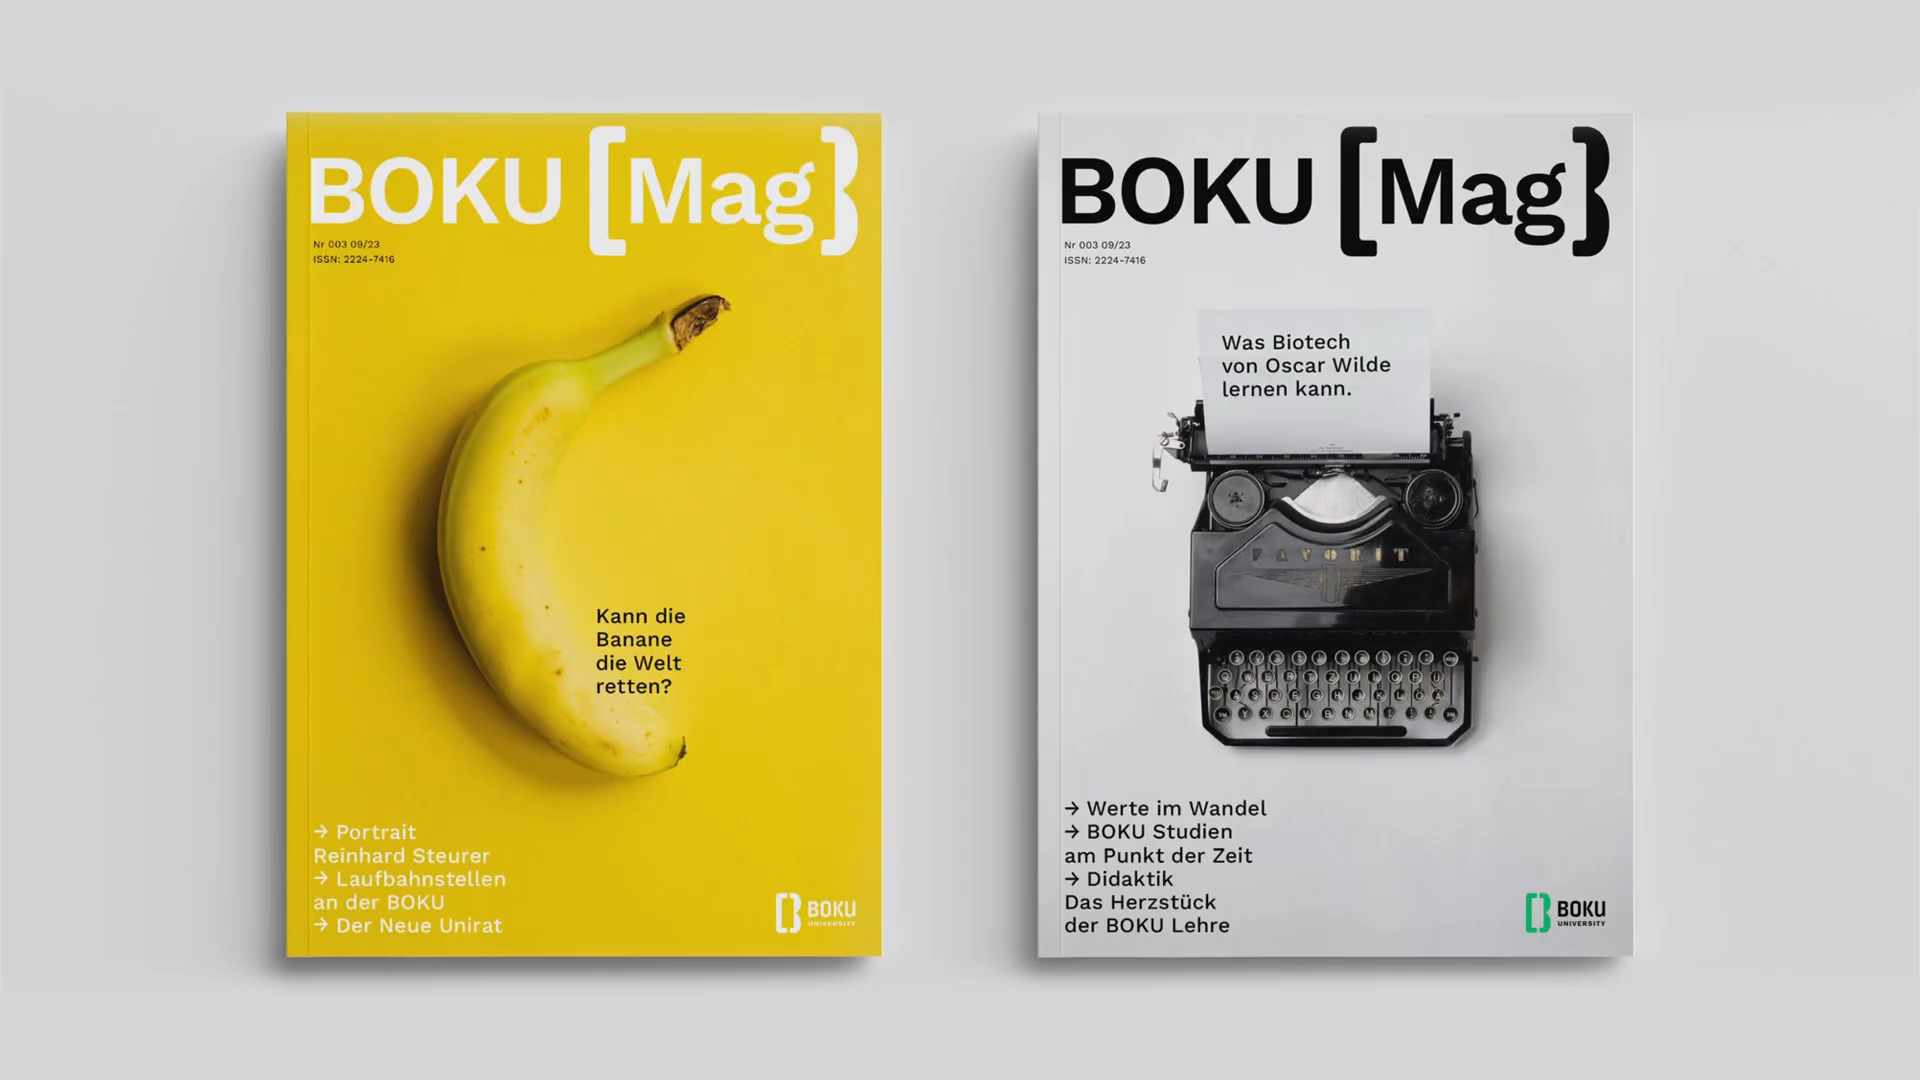 BOKU [Mag}
Nr 003 09/23
ISSN: 2224-7416
Kann die
Banane
die Welt
retten?
→ Portrait
Reinhard Steurer
→ Laufbahnstellen
an der BOKU
→ Der Neue Unirat
BOKU
UNIVERSITY
BOKU [Mag}
Nr 003 09/23
ISSN: 2224-7416
Was Biotech
von Oscar Wilde
lernen kann.
FAVORIT
→ Werte im Wandel
→ BOKU Studien
am Punkt der Zeit
→ Didaktik
Das Herzstück
der BOKU Lehre
BOKU
UNIVERSITY